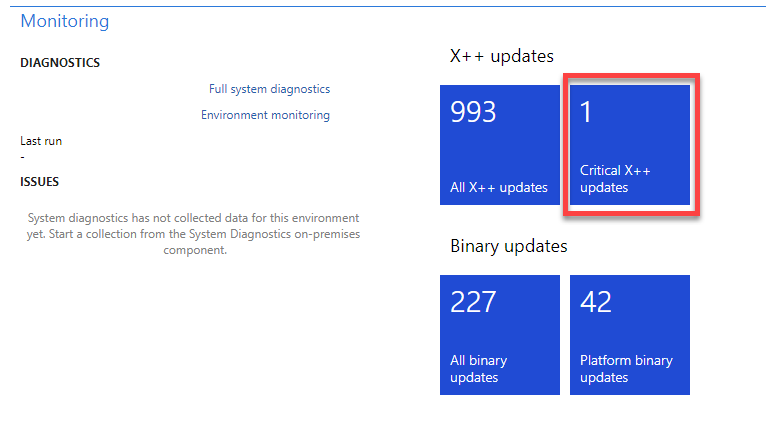 Monitoring
DIAGNOSTICS
Full system diagnostics
Environment monitoring
Last run
-
ISSUES
System diagnostics has not collected data for this environment
yet. Start a collection from the System Diagnostics on-premises
component.
X++ updates
993
All X++ updates
1
Critical X++
updates
Binary updates
227
All binary
updates
42
Platform binary
updates